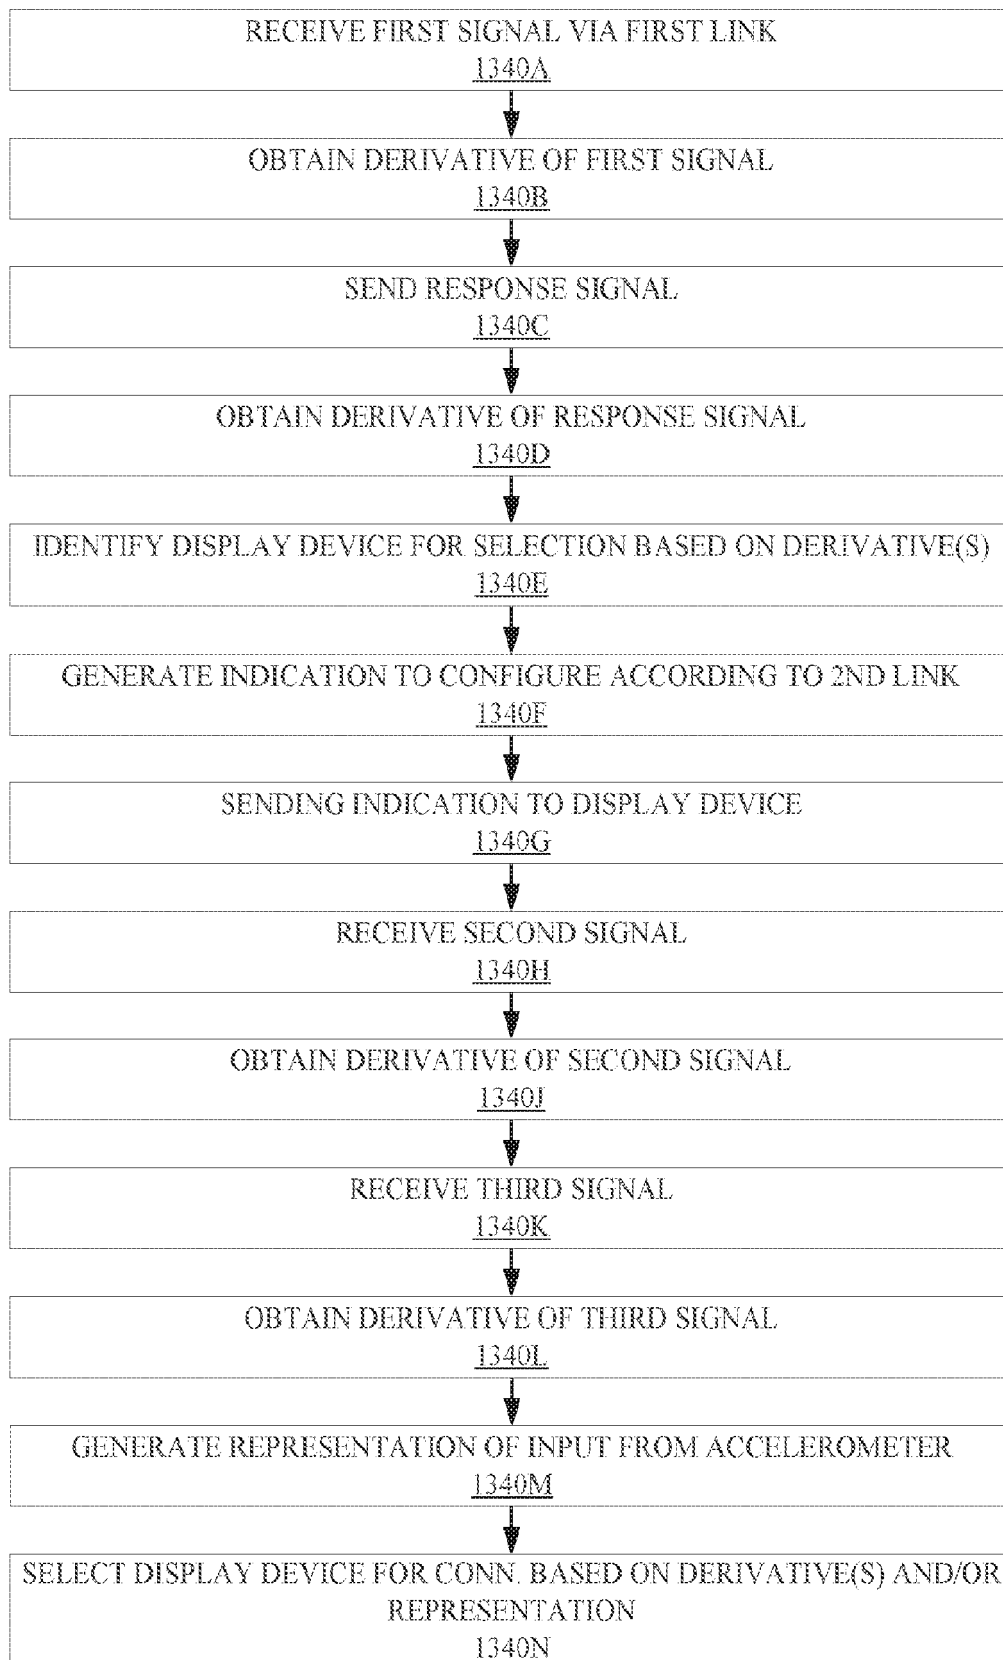 RECEIVE FIRST SIGNAL VIA FIRST LINK
1340A
OBTAIN DERIVATIVE OF FIRST SIGNAL
1340B
SEND RESPONSE SIGNAL
1340C
OBTAIN DERIVATIVE OF RESPONSE SIGNAL
1340D
IDENTIFY DISPLAY DEVICE FOR SELECTION BASED ON DERIVATIVE(S)
1340E
GENERATE INDICATION TO CONFIGURE ACCORDING TO 2ND LINK
1340F
SENDING INDICATION TO DISPLAY DEVICE
1340G
RECEIVE SECOND SIGNAL
1340H
OBTAIN DERIVATIVE OF SECOND SIGNAL
1340J
RECEIVE THIRD SIGNAL
1340K
OBTAIN DERIVATIVE OF THIRD SIGNAL
1340L
GENERATE REPRESENTATION OF INPUT FROM ACCELEROMETER
1340M
SELECT DISPLAY DEVICE FOR CONN. BASED ON DERIVATIVE(S) AND/OR
REPRESENTATION
1340N